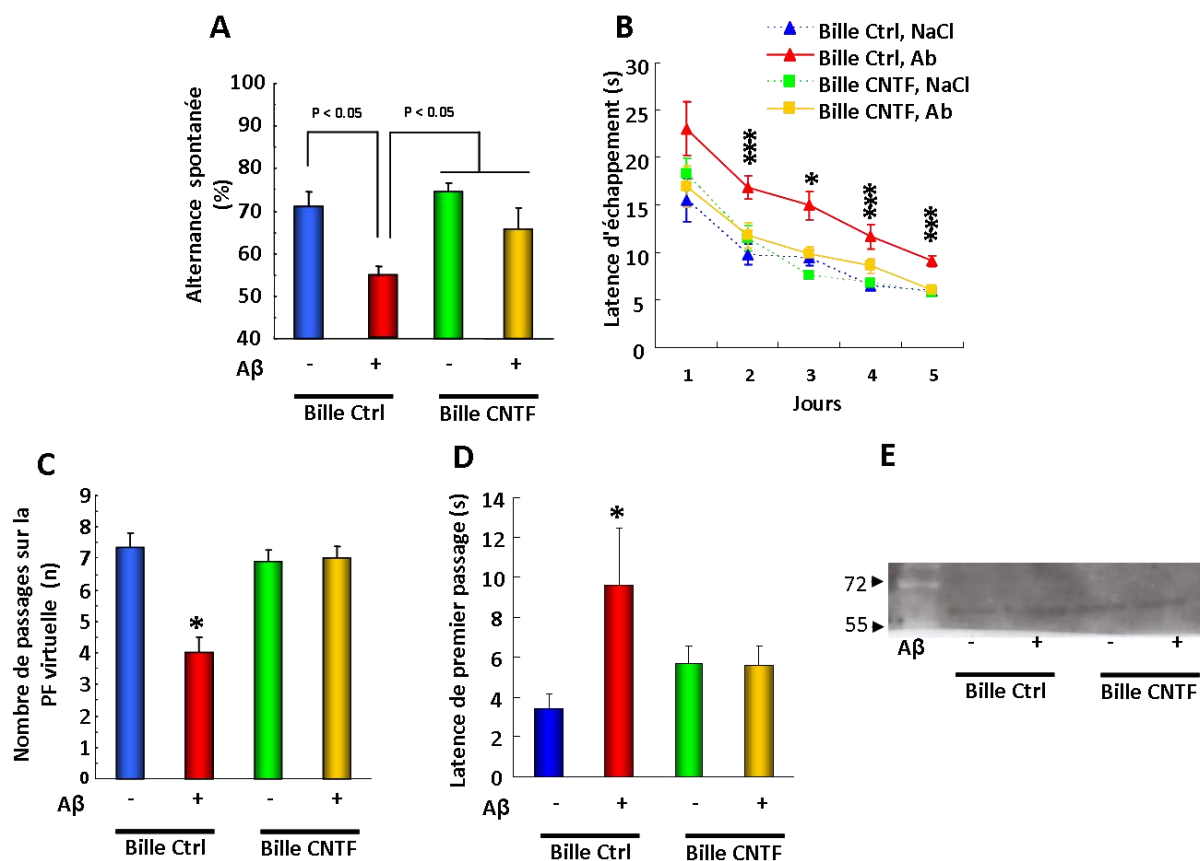 A
Alternance spontanée
(%)
100
90
80
70
60
50
40
P < 0.05
P < 0.05
Aβ
-
+
-
+
Bille Ctrl
Bille CNTF
B
Bille Ctrl, NaCl
Bille Ctrl, Ab
Bille CNTF, NaCl
Bille CNTF, Ab
Latence d'échappement (s)
30
25
20
15
10
5
0
***
*
***
***
1
2
3
4
5
Jours
C
Nombre de passages sur la
PF virtuelle (n)
9
8
7
6
5
4
3
2
1
0
*
Aβ
-
+
-
+
Bille Ctrl
Bille CNTF
D
Latence de premier passage (s)
14
12
10
8
6
4
2
0
*
Aβ
-
+
-
+
Bille Ctrl
Bille CNTF
E
72
55
Aβ
-
+
-
+
Bille Ctrl
Bille CNTF